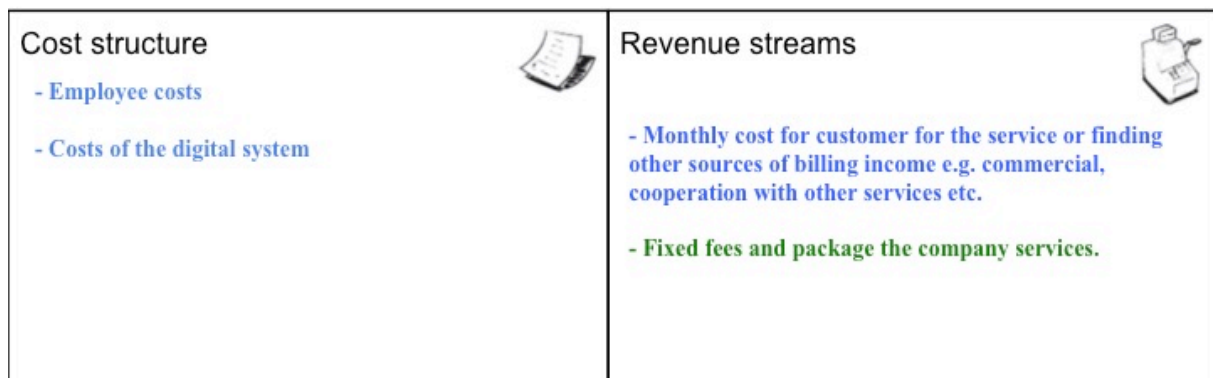 Cost structure
- Employee costs
- Costs of the digital system
Revenue streams
- Monthly cost for customer for the service or finding
other sources of billing income e.g. commercial,
cooperation with other services etc.
- Fixed fees and package the company services.